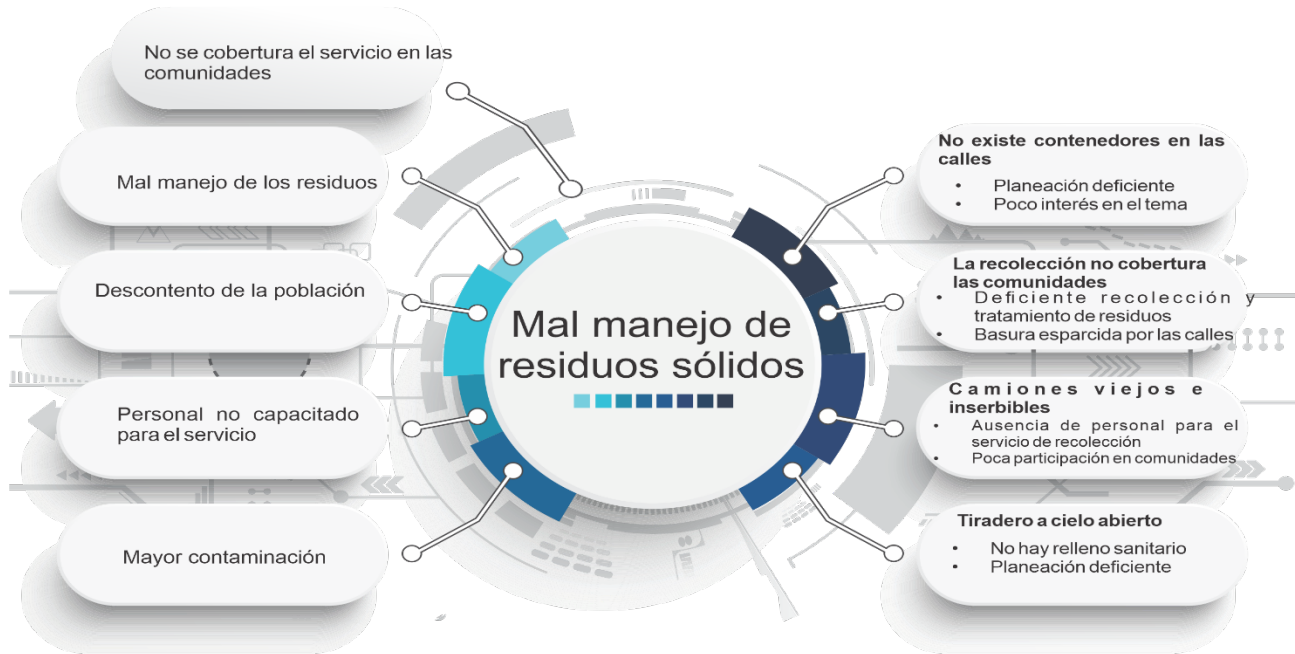 No se cobertura el servicio en las
comunidades
Mal manejo de los residuos
Descontento de la población
Personal no capacitado
para el servicio
Mayor contaminación
Mal manejo de
residuos sólidos
No existe contenedores en las
calles
• Planeación deficiente
• Poco interés en el tema
La recolección no cobertura
las comunidades
• Deficiente recolección y
tratamiento de residuos
• Basura esparcida por las calles
Camiones viejos e
inserbibles
• Ausencia de personal para el
servicio de recolección
• Poca participación en comunidades
Tiradero a cielo abierto
• No hay relleno sanitario
• Planeación deficiente